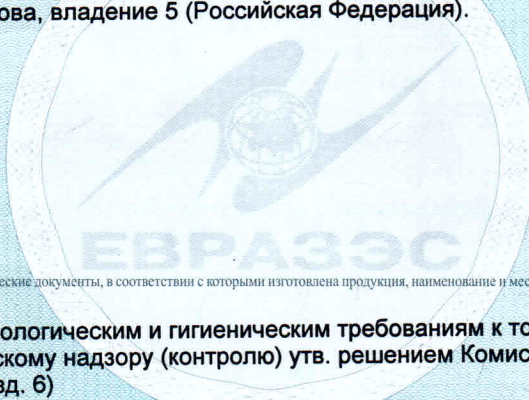 ова, владение 5 (Российская Федерация).
ЕВРАЗЭС
еские документы, в соответствии с которыми изготовлена продукция, наименование и мес
ологическим и гигиеническим требованиям к то
скому надзору (контролю) утв. решением Комис
зд. 6)